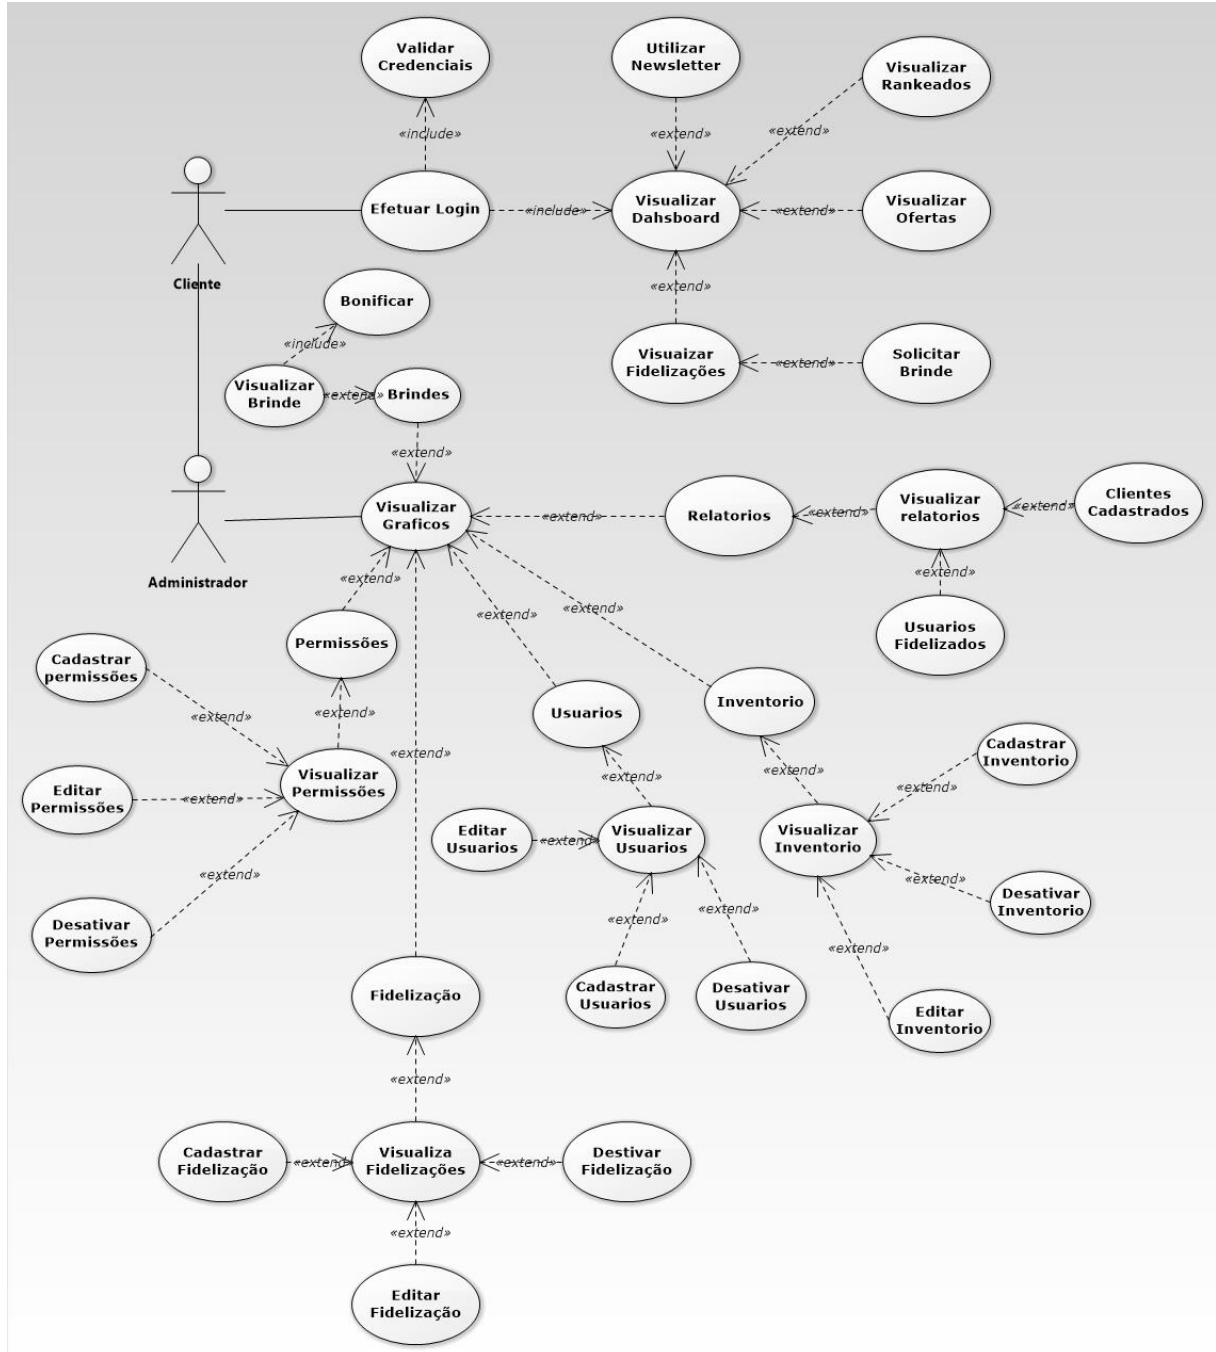 Validar
Credenciais
Utilizar
Newsletter
Visualizar
Rankeados
«include»
«extend»
«extend»
Efetuar Login
«include»
Visualizar
Dahsboard
«extend»
Visualizar
Ofertas
Cliente
«extend»
Bonificar
«include»
Visuaizar
Fidelizações
«extend»
Solicitar
Brinde
Visualizar
Brinde
«extend»
Brindes
«extend»
Visualizar
Graficos
«extend»
Relatorios
«extend»
Visualizar
relatorios
«extend»
Clientes
Cadastrados
Administrador
«extend»
«extend»
«extend»
«extend»
Usuarios
Fidelizados
Permissões
Cadastrar
permissões
«extend»
«extend»
Usuarios
Inventorio
«extend»
Visualizar
Permissões
Editar
Permissões
«extend»
«extend»
«extend»
Cadastrar
Inventorio
«extend»
Editar
Usuarios
«extend»
Visualizar
Usuarios
Visualizar
Inventorio
«extend»
«extend»
Desativar
Inventorio
Desativar
Permissões
«extend»
«extend»
«extend»
Fidelização
Cadastrar
Usuarios
Desativar
Usuarios
Editar
Inventorio
«extend»
Cadastrar
Fidelização
«extend»
Visualiza
Fidelizações
«extend»
Destivar
Fidelização
«extend»
Editar
Fidelização